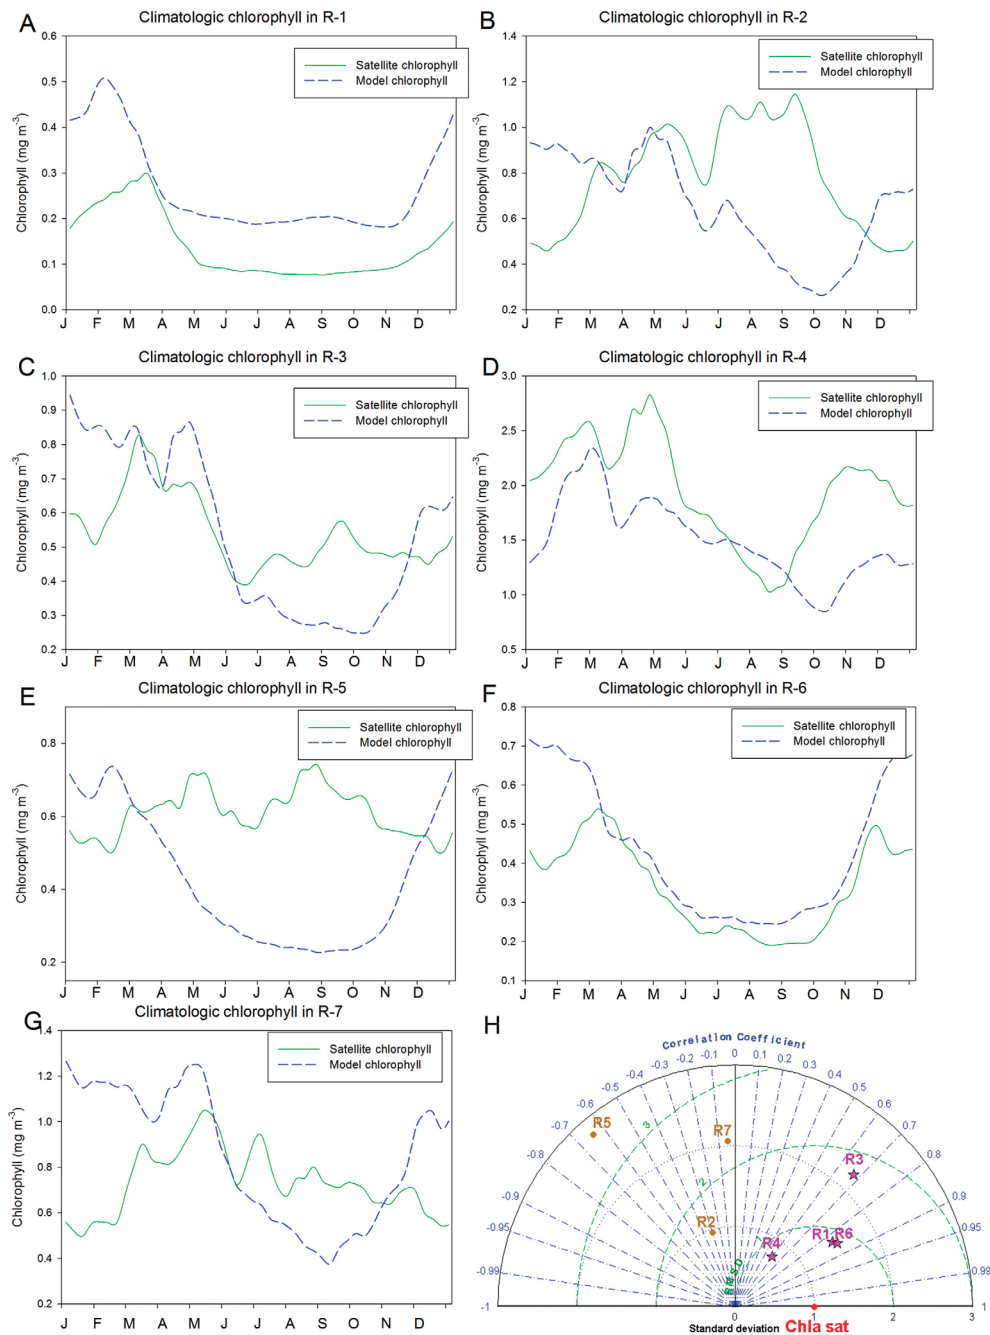 A
Climatologic chlorophyll in R-1
Chlorophyll (mg m-3)
0.6
0.5
0.4
0.3
0.2
0.1
0.0
Satellite chlorophyll
Model chlorophyll
J F M A M J J A S O N D
B
Climatologic chlorophyll in R-2
Chlorophyll (mg m-3)
1.4
1.2
1.0
0.8
0.6
0.4
0.2
Satellite chlorophyll
Model chlorophyll
J F M A M J J A S O N D
C
Climatologic chlorophyll in R-3
Chlorophyll (mg m-3)
1.0
0.9
0.8
0.7
0.6
0.5
0.4
0.3
0.2
Satellite chlorophyll
Model chlorophyll
J F M A M J J A S O N D
D
Climatologic chlorophyll in R-4
Chlorophyll (mg m-3)
3.0
2.5
2.0
1.5
1.0
0.5
Satellite chlorophyll
Model chlorophyll
J F M A M J J A S O N D
E
Climatologic chlorophyll in R-5
Chlorophyll (mg m-3)
0.8
0.6
0.4
0.2
Satellite chlorophyll
Model chlorophyll
J F M A M J J A S O N D
F
Climatologic chlorophyll in R-6
Chlorophyll (mg m-3)
0.8
0.7
0.6
0.5
0.4
0.3
0.2
0.1
Satellite chlorophyll
Model chlorophyll
J F M A M J J A S O N D
G
Climatologic chlorophyll in R-7
Chlorophyll (mg m-3)
1.4
1.2
1.0
0.8
0.6
0.4
0.2
Satellite chlorophyll
Model chlorophyll
J F M A M J J A S O N D
H
Correlation Coefficient
-1 -0.99 -0.95 -0.9 -0.8 -0.7 -0.6 -0.5 -0.4 -0.3 -0.2 -0.1 0 0.1 0.2 0.3 0.4 0.5 0.6 0.7 0.8 0.9 0.95 0.99 1
R5
R7
R3
R2
R1
R6
R4
3
2
RMSD
0 1 2 3
Standard deviation
Chla sat